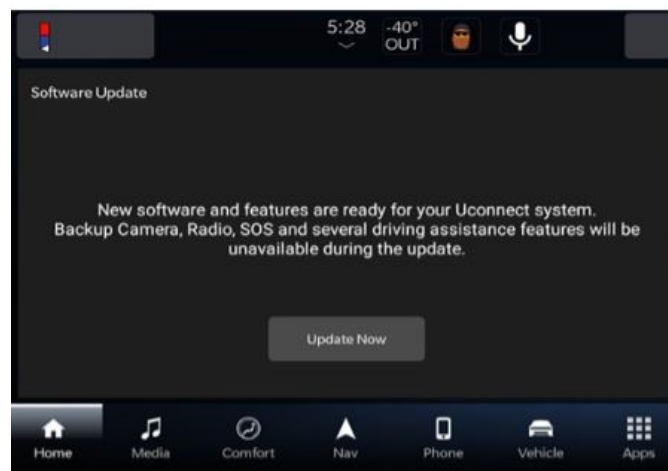 5:28
-40°
OUT
Software Update
New software and features are ready for your Uconnect system.
Backup Camera, Radio, SOS and several driving assistance features will be
unavailable during the update.
Update Now
Home Media Comfort Nav Phone Vehicle Apps